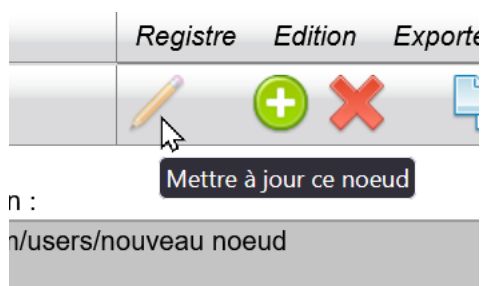 Registre Edition
Mettre à jour ce noeud
n :
/users/nouveau noeud